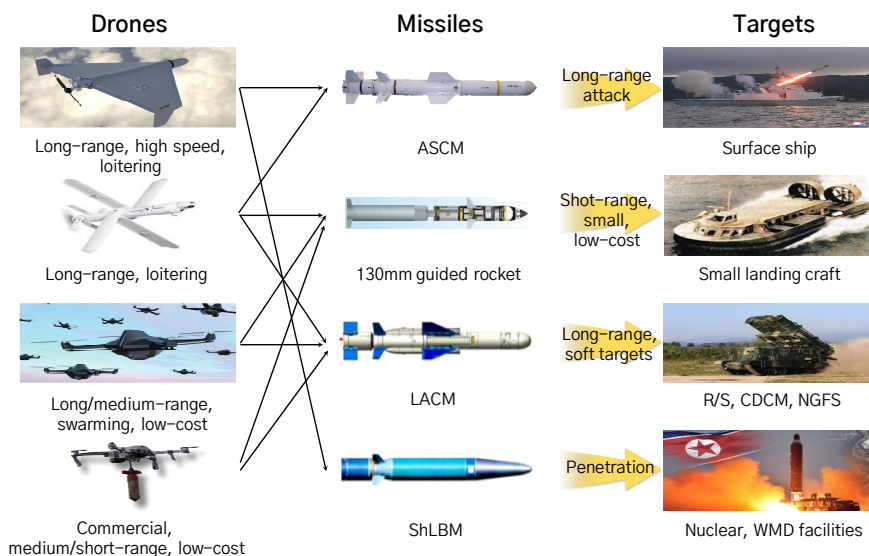 Drones
Missiles
Targets
Long-range, high speed,
loitering
ASCM
Long-range
attack
Surface ship
Long-range, loitering
130mm guided rocket
Shot-range,
small,
low-cost
Small landing craft
Long/medium-range,
swarming, low-cost
LACM
Long-range,
soft targets
R/S, CDCM, NGFS
Commercial,
medium/short-range, low-cost
ShLBM
Penetration
Nuclear, WMD facilities